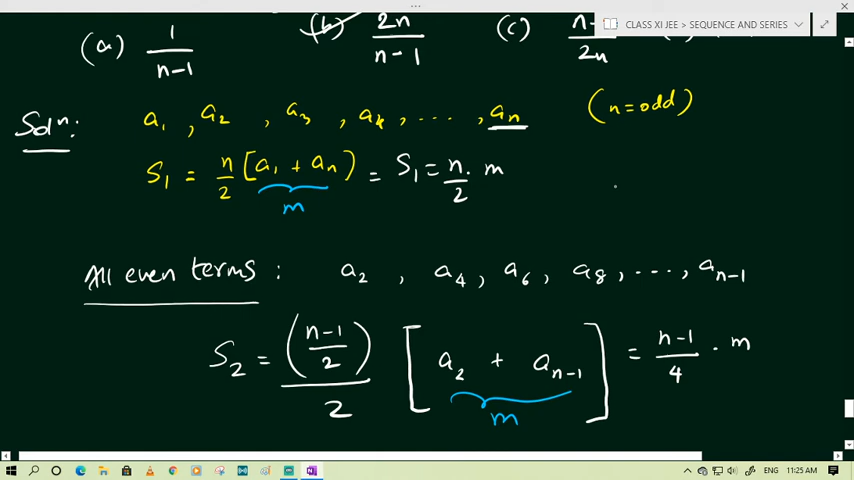 CLASS XI JEE > SEQUENCE AND SERIES
(a) 1/(n-1) (b) 2n/(n-1) (c)
Solⁿ: a₁, a₂, a₃, a₄, ..., aₙ (n=odd)
S₁ = n/2 [a₁ + aₙ) = S₁ = n/2 · m
m
All even terms : a₂, a₄, a₆, a₈, ..., aₙ₋₁
S₂ = ((n-1)/2)/2 [a₂ + aₙ₋₁] = (n-1)/4 · m
m
ENG 11:25 AM